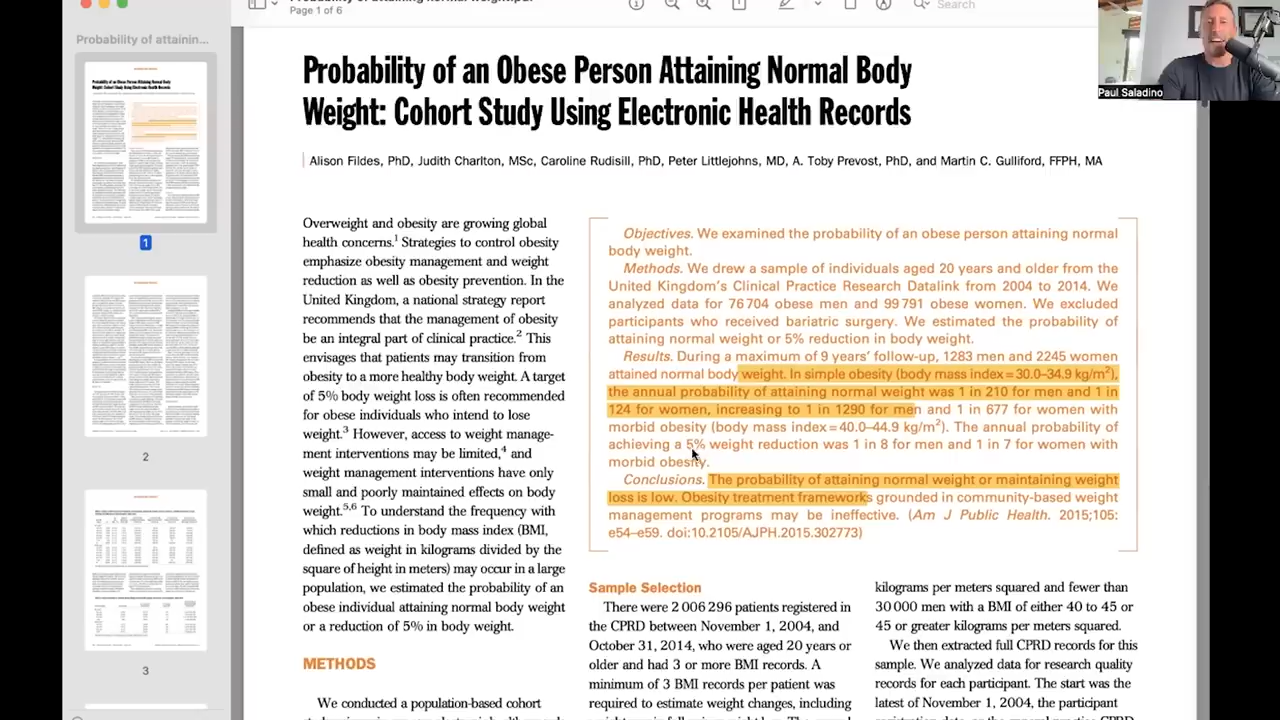 Page 1 of 6
Search
Probability of attainin...
1
2
3
Paul Saladino
Probability of an Obese Person Attaining Normal Body
Weight: Cohort Study Using Electronic Health Records
Alison Fildes, PhD, Judith Charlton, MSc, Caroline Rudisill, PhD, Peter Littlejohns, MD, A. Toby Prevost, PhD, and Martin C. Gulliford, FFPH, MA
Overweight and obesity are growing global
health concerns.1 Strategies to control obesity
emphasize obesity management and weight
reduction as well as obesity prevention. In the
United Kingdom, a national strategy report
holds that the management of obesity
be an integral part of clinical practice.2 This
envisages that patients may transition from
obesity to a more healthy body weight. A target
of 5% body weight loss is often recommended
for obese individuals who intend to lose
weight.3 However, access to weight manage-
ment interventions may be limited,4 and
weight management interventions have only
small and poorly maintained effects on body
weight.5,6 To understand the frequency with
which changes in body mass index (BMI,
defined as weight in kilograms divided by the
square of height in meters) may occur in a large
population, we estimated the probability of an
obese individual attaining normal body weight
or a reduction of 5% in body weight.
METHODS
We conducted a population-based cohort
Objectives. We examined the probability of an obese person attaining normal
body weight.
Methods. We drew a sample of individuals aged 20 years and older from the
United Kingdom's Clinical Practice Research Datalink from 2004 to 2014. We
analyzed data for 76 704 obese men and 99 791 obese women. We excluded
participants who received bariatric surgery. We estimated the probability of
attaining normal weight or 5% reduction in body weight.
Results. During a maximum of 9 years' follow-up, 1283 men and 2245 women
attained normal body weight. In simple obesity (body mass index = 30.0–34.9 kg/m2),
the annual probability of attaining normal weight was 1 in 210 for men and 1 in
124 for women, increasing to 1 in 1290 for men and 1 in 677 for women with
morbid obesity (body mass index = 40.0–44.9 kg/m2). The annual probability of
achieving a 5% weight reduction was 1 in 8 for men and 1 in 7 for women with
morbid obesity.
Conclusions. The probability of attaining normal weight or maintaining weight
loss is low. Obesity treatment frameworks grounded in community-based weight
management programs may be ineffective. (Am J Public Health. 2015;105:
e54–e59. doi:10.2105/AJPH.2015.302773)
Sample Selection
There were 2 006 296 patients registered in
the CPRD between November 1, 2004, and
October 31, 2014, who were aged 20 years or
older and had 3 or more BMI records. A
minimum of 3 BMI records per patient was
required to estimate weight changes, including
kilograms per meters squared and fewer than
30 000 men with a BMI of either 40 to 45 or
45 or greater kilograms per meters squared.
We then extracted full CPRD records for this
sample. We analyzed data for research quality
records for each participant. The start was the
latest of November 1, 2004, the participant